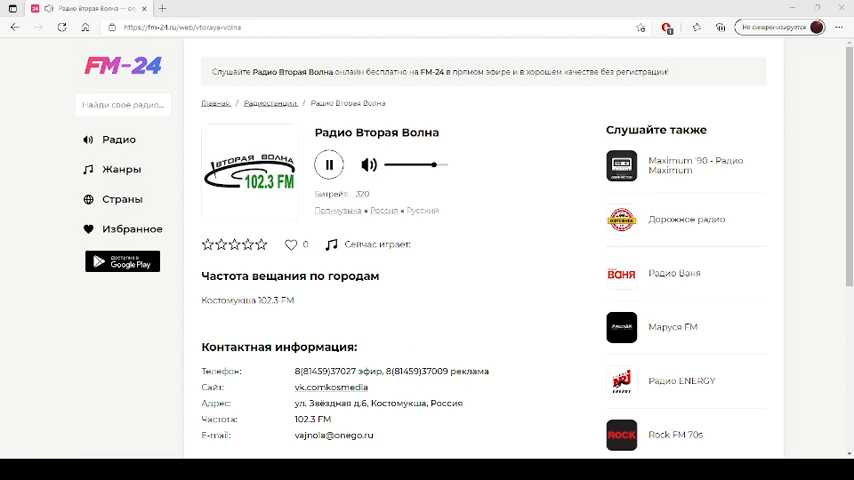 24 Радио Вторая Волна — слу
https://fm-24.ru/web/vtoraya-volna
Не синхронизируется
FM-24
Найди свое радио...
Радио
Жанры
Страны
Избранное
ДОСТУПНО В
Google Play
Слушайте Радио Вторая Волна онлайн бесплатно на FM-24 в прямом эфире и в хорошем качестве без регистрации!
Главная / Радиостанции / Радио Вторая Волна
ВТОРАЯ ВОЛНА
102.3 FM
Радио Вторая Волна
Битрейт: 320
Поп-музыка • Россия • Русский
0 Сейчас играет:
Частота вещания по городам
Костомукша 102.3 FM
Контактная информация:
Телефон: 8(81459)37027 эфир, 8(81459)37009 реклама
Сайт: vk.comkosmedia
Адрес: ул. Звёздная д.6, Костомукша, Россия
Частота: 102.3 FM
E-mail: vajnola@onego.ru
Слушайте также
Maximum '90 - Радио
Maximum
ДОРОЖНОЕ
Дорожное радио
ВАНЯ
Радио Ваня
Маруся FM
NRJ
ENERGY
Радио ENERGY
ROCK
Rock FM 70s